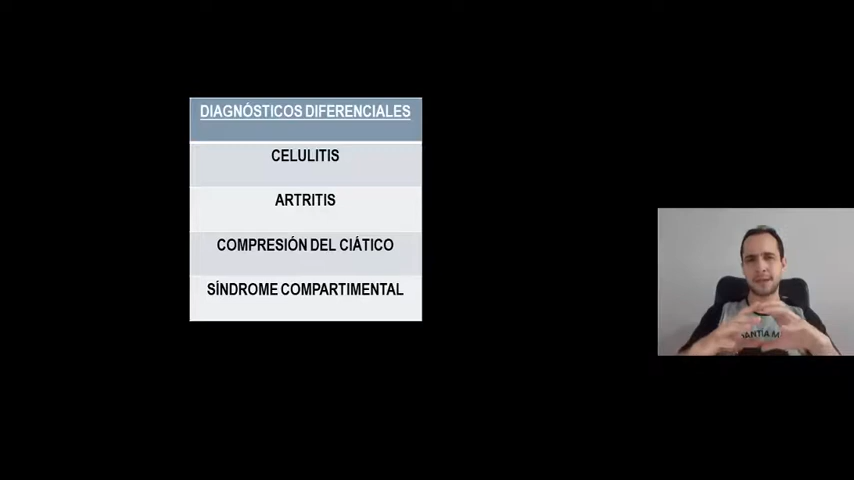 DIAGNÓSTICOS DIFERENCIALES
CELULITIS
ARTRITIS
COMPRESIÓN DEL CIÁTICO
SÍNDROME COMPARTIMENTAL